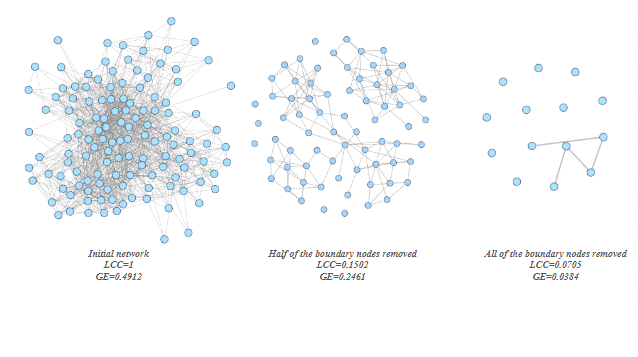 Initial network
LCC=1
GE=0.4912
Half of the boundary nodes removed
LCC=0.1502
GE=0.2461
All of the boundary nodes removed
LCC=0.0705
GE=0.0384